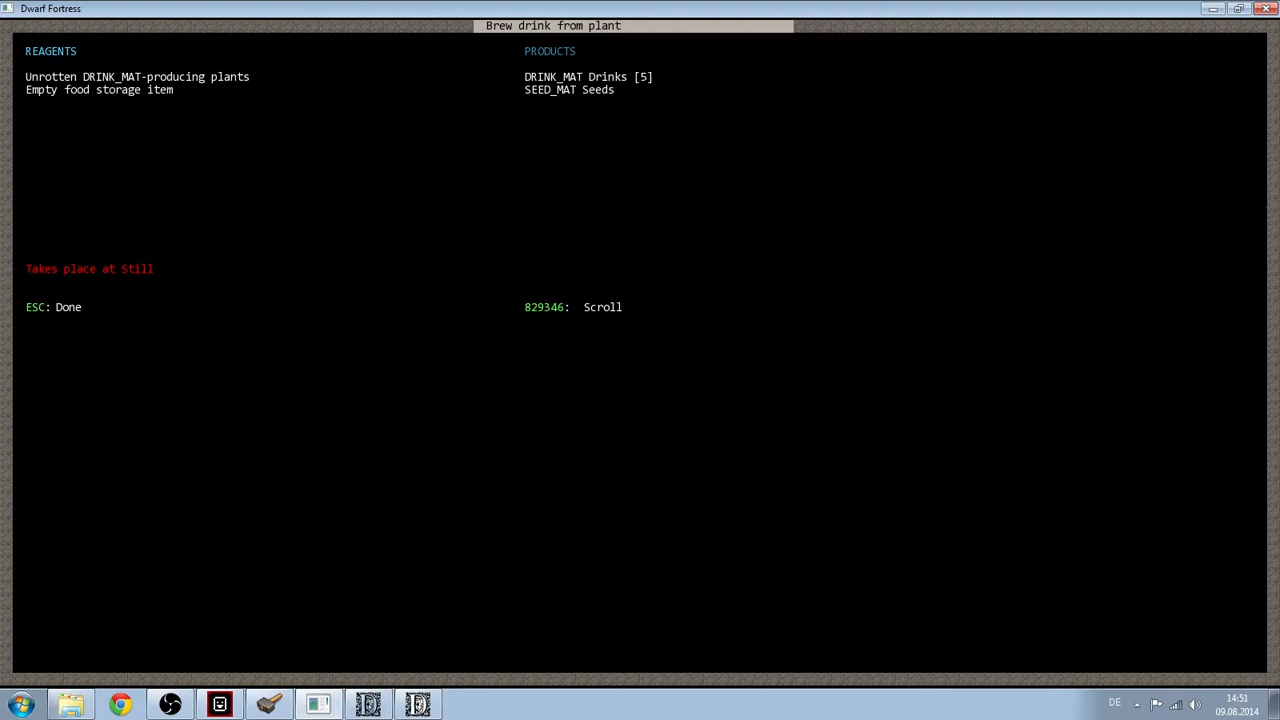 Dwarf Fortress
Brew drink from plant
REAGENTS
PRODUCTS
Unrotten DRINK_MAT-producing plants
DRINK_MAT Drinks [5]
Empty food storage item
SEED_MAT Seeds
Takes place at Still
ESC: Done
829346: Scroll
DE
14:51
09.08.2014